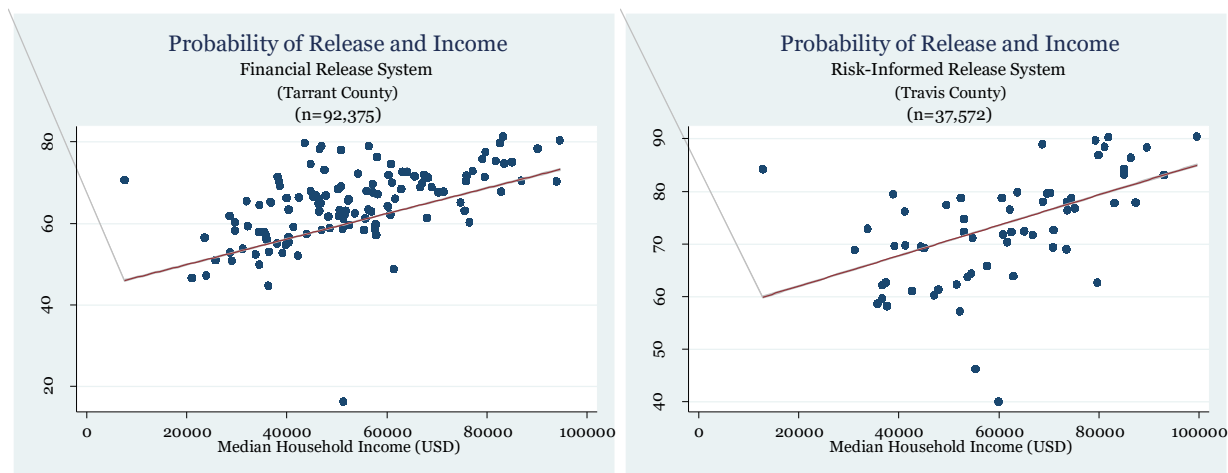 Probability of Release and Income
Financial Release System
(Tarrant County)
(n=92,375)
80
60
40
20
0 20000 40000 60000 80000 100000
Median Household Income (USD)
Probability of Release and Income
Risk-Informed Release System
(Travis County)
(n=37,572)
90
80
70
60
50
40
0 20000 40000 60000 80000 100000
Median Household Income (USD)